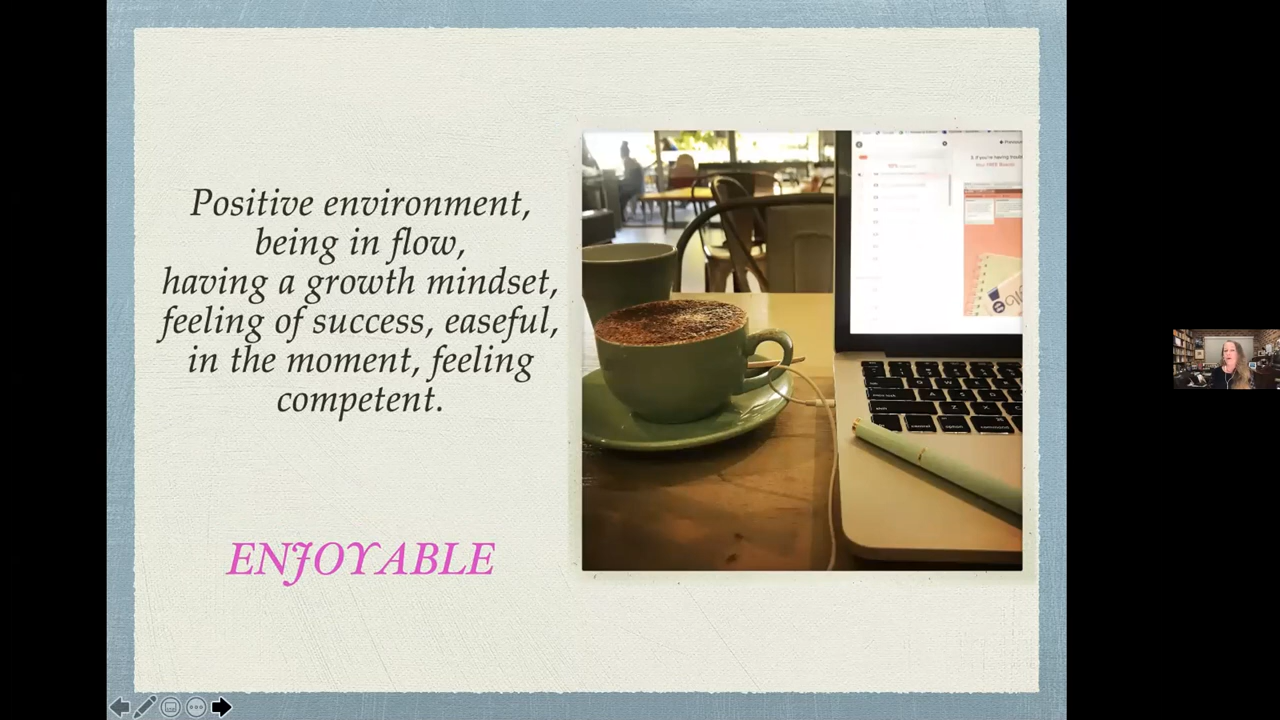 Positive environment,
being in flow,
having a growth mindset,
feeling of success, easeful,
in the moment, feeling
competent.
ENJOYABLE